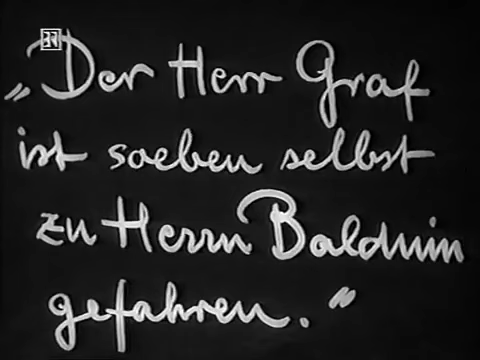 „Der Herr Graf
ist soeben selbst
zu Herrn Balduin
gefahren.“